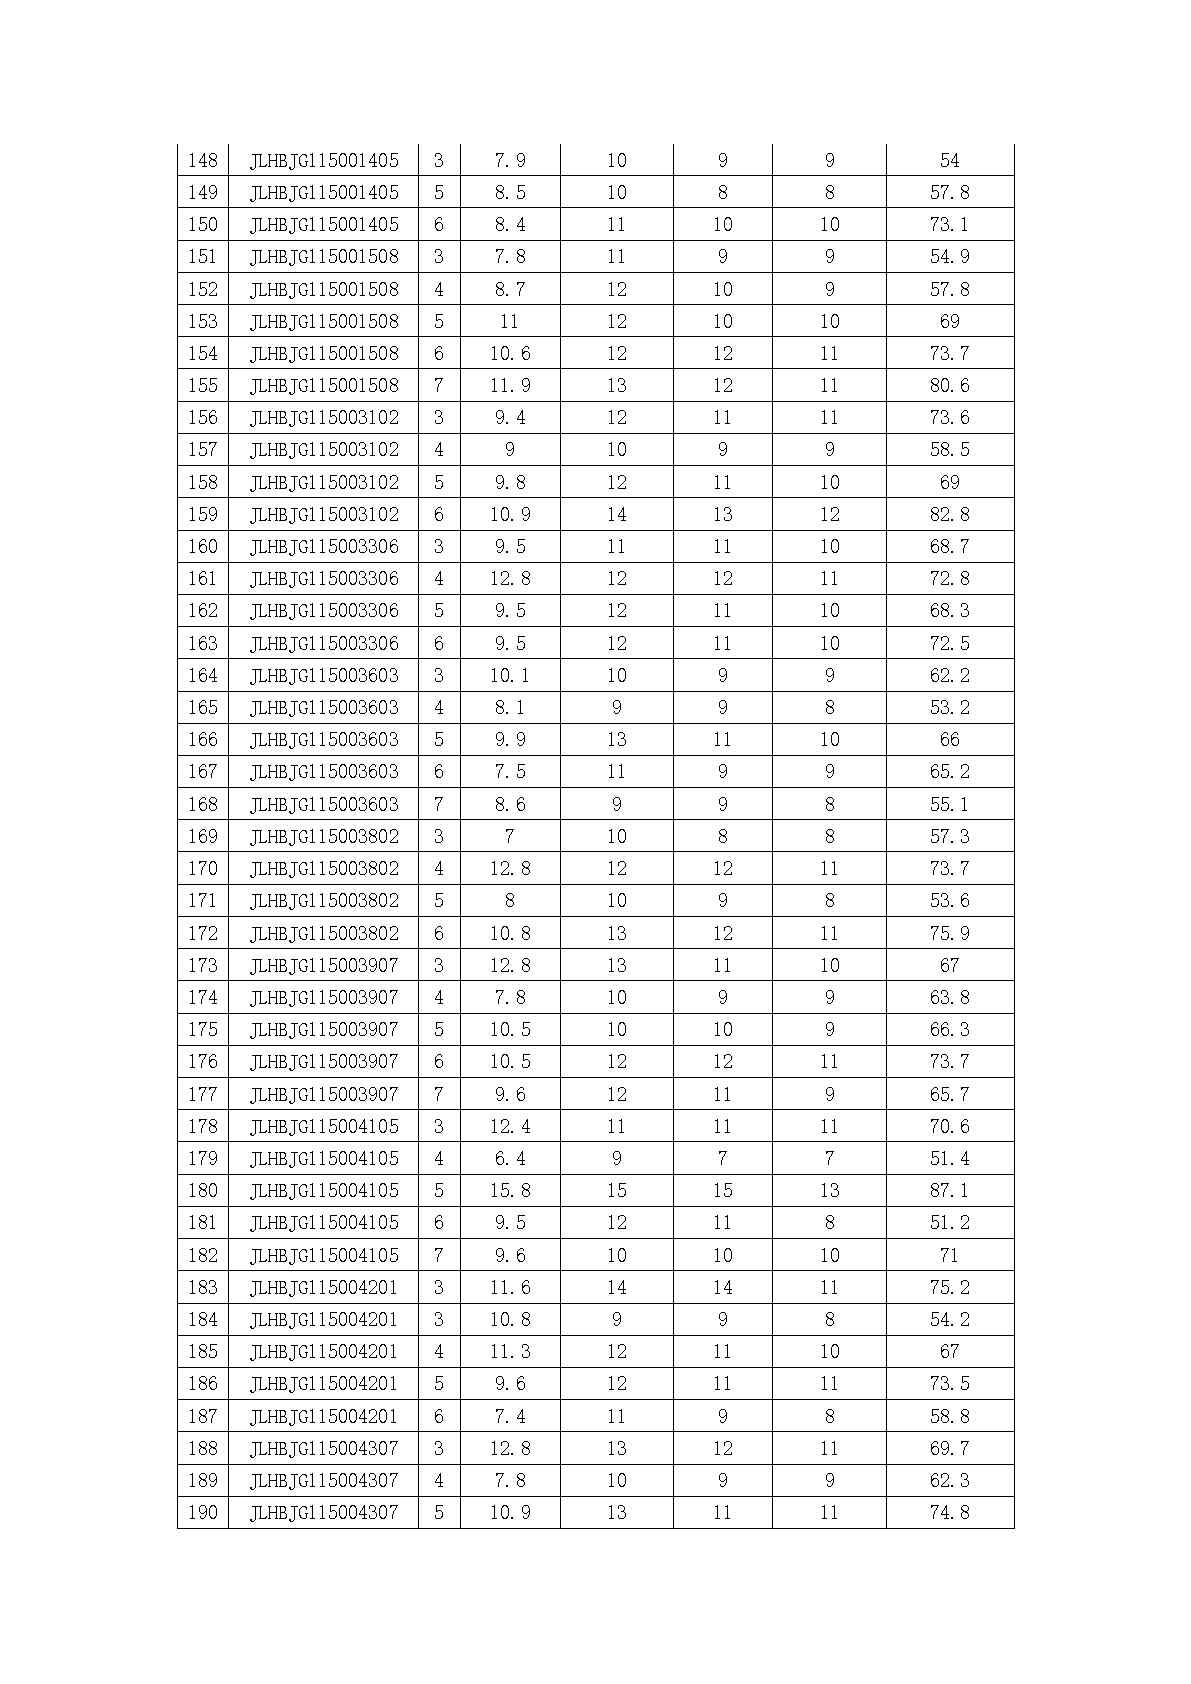 148 JLHBJG115001405 3 7.9 10 9 9 54
149 JLHBJG115001405 5 8.5 10 8 8 57.8
150 JLHBJG115001405 6 8.4 11 10 10 73.1
151 JLHBJG115001508 3 7.8 11 9 9 54.9
152 JLHBJG115001508 4 8.7 12 10 9 57.8
153 JLHBJG115001508 5 11 12 10 10 69
154 JLHBJG115001508 6 10.6 12 12 11 73.7
155 JLHBJG115001508 7 11.9 13 12 11 80.6
156 JLHBJG115003102 3 9.4 12 11 11 73.6
157 JLHBJG115003102 4 9 10 9 9 58.5
158 JLHBJG115003102 5 9.8 12 11 10 69
159 JLHBJG115003102 6 10.9 14 13 12 82.8
160 JLHBJG115003306 3 9.5 11 11 10 68.7
161 JLHBJG115003306 4 12.8 12 12 11 72.8
162 JLHBJG115003306 5 9.5 12 11 10 68.3
163 JLHBJG115003306 6 9.5 12 11 10 72.5
164 JLHBJG115003603 3 10.1 10 9 9 62.2
165 JLHBJG115003603 4 8.1 9 9 8 53.2
166 JLHBJG115003603 5 9.9 13 11 10 66
167 JLHBJG115003603 6 7.5 11 9 9 65.2
168 JLHBJG115003603 7 8.6 9 9 8 55.1
169 JLHBJG115003802 3 7 10 8 8 57.3
170 JLHBJG115003802 4 12.8 12 12 11 73.7
171 JLHBJG115003802 5 8 10 9 8 53.6
172 JLHBJG115003802 6 10.8 13 12 11 75.9
173 JLHBJG115003907 3 12.8 13 11 10 67
174 JLHBJG115003907 4 7.8 10 9 9 63.8
175 JLHBJG115003907 5 10.5 10 10 9 66.3
176 JLHBJG115003907 6 10.5 12 12 11 73.7
177 JLHBJG115003907 7 9.6 12 11 9 65.7
178 JLHBJG115004105 3 12.4 11 11 11 70.6
179 JLHBJG115004105 4 6.4 9 7 7 51.4
180 JLHBJG115004105 5 15.8 15 15 13 87.1
181 JLHBJG115004105 6 9.5 12 11 8 51.2
182 JLHBJG115004105 7 9.6 10 10 10 71
183 JLHBJG115004201 3 11.6 14 14 11 75.2
184 JLHBJG115004201 3 10.8 9 9 8 54.2
185 JLHBJG115004201 4 11.3 12 11 10 67
186 JLHBJG115004201 5 9.6 12 11 11 73.5
187 JLHBJG115004201 6 7.4 11 9 8 58.8
188 JLHBJG115004307 3 12.8 13 12 11 69.7
189 JLHBJG115004307 4 7.8 10 9 9 62.3
190 JLHBJG115004307 5 10.9 13 11 11 74.8